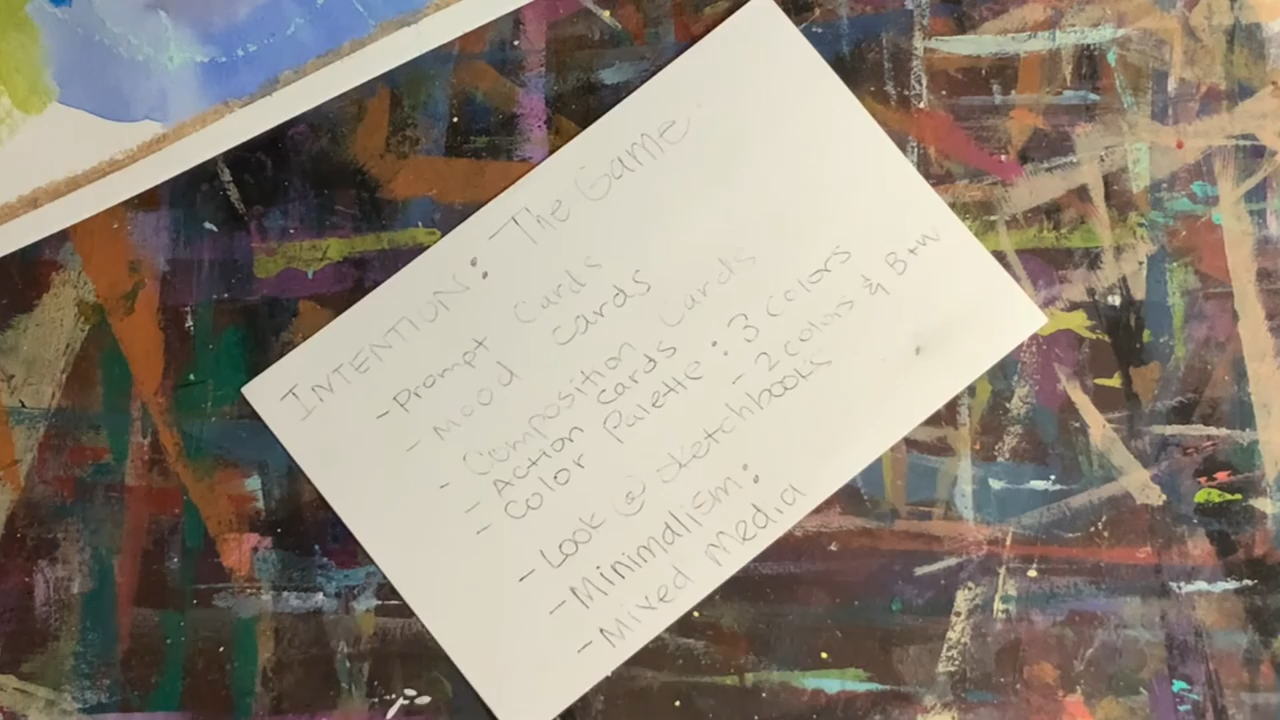 INTENTION: The Game
- Prompt Cards
- Mood Cards
- Composition Cards
- Action Cards
- Color Palette: 3 colors
- 2 colors & B+W
- Look @ sketchbooks
- Minimalism:
- Mixed Media